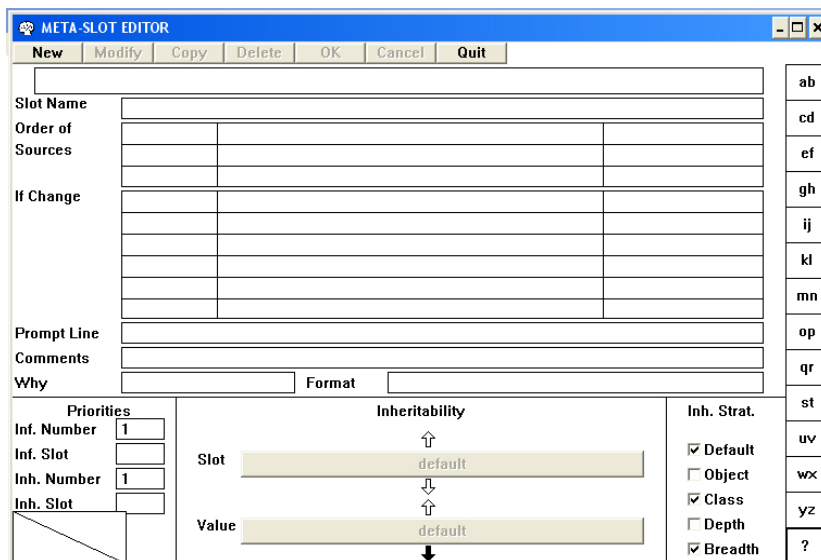 META-SLOT EDITOR
New Modify Copy Delete OK Cancel Quit
Slot Name
Order of
Sources
If Change
Prompt Line
Comments
Why Format
Priorities
Inf. Number 1
Inf. Slot
Inh. Number 1
Inh. Slot
Inheritability
Slot default
Value default
Inh. Strat.
Default
Object
Class
Depth
Breadth
ab
cd
ef
gh
ij
kl
mn
op
qr
st
uv
wx
yz
?